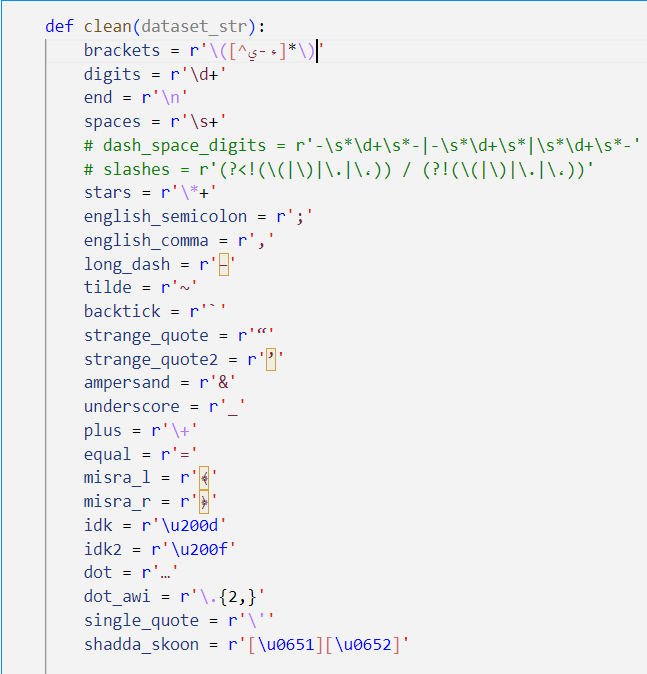 def clean(dataset_str):
brackets = r'\([^ء-ي]*\)'
digits = r'\d+'
end = r'\n'
spaces = r'\s+'
# dash_space_digits = r'-\s*\d+\s*-|-\s*\d+\s*|\s*\d+\s*-'
# slashes = r'(?<!(\(|\)|\.|\،)) / (?!(\(|\)|\.|\،))'
stars = r'\*+'
english_semicolon = r';'
english_comma = r','
long_dash = r'–'
tilde = r'~'
backtick = r'`'
strange_quote = r'“'
strange_quote2 = r'’'
ampersand = r'&'
underscore = r'_'
plus = r'\+'
equal = r'='
misra_l = r'﴾'
misra_r = r'﴿'
idk = r'\u200d'
idk2 = r'\u200f'
dot = r'…'
dot_awi = r'\.{2,}'
single_quote = r'\''
shadda_skoon = r'[\u0651][\u0652]'